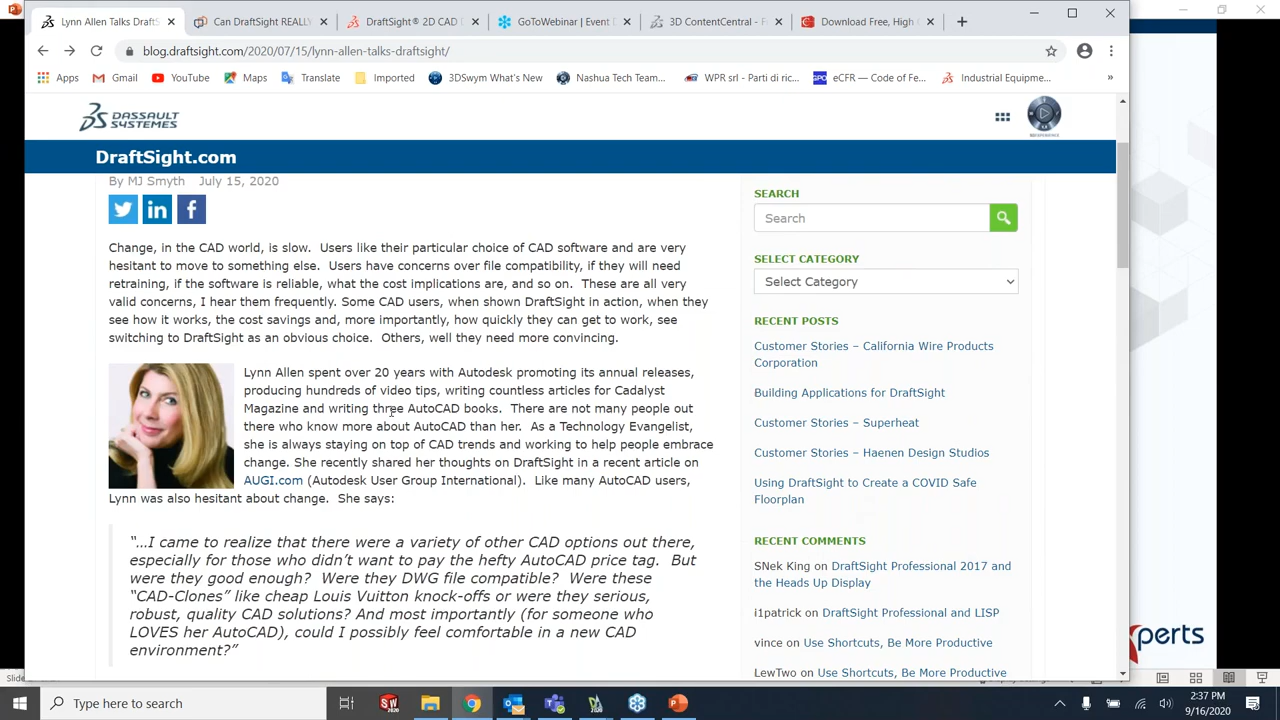 Lynn Allen Talks DraftS
Can DraftSight REALLY
DraftSight® 2D CAD D
GoToWebinar | Event D
3D ContentCentral - Fr
Download Free, High
blog.draftsight.com/2020/07/15/lynn-allen-talks-draftsight/
Apps Gmail YouTube Maps Translate Imported 3DSwym What's New Nashua Tech Team... WPR srl - Parti di ric... eCFR — Code of Fe... Industrial Equipme... »
DASSAULT
SYSTEMES
DraftSight.com
By MJ Smyth July 15, 2020
Change, in the CAD world, is slow. Users like their particular choice of CAD software and are very
hesitant to move to something else. Users have concerns over file compatibility, if they will need
retraining, if the software is reliable, what the cost implications are, and so on. These are all very
valid concerns, I hear them frequently. Some CAD users, when shown DraftSight in action, when they
see how it works, the cost savings and, more importantly, how quickly they can get to work, see
switching to DraftSight as an obvious choice. Others, well they need more convincing.
Lynn Allen spent over 20 years with Autodesk promoting its annual releases,
producing hundreds of video tips, writing countless articles for Cadalyst
Magazine and writing three AutoCAD books. There are not many people out
there who know more about AutoCAD than her. As a Technology Evangelist,
she is always staying on top of CAD trends and working to help people embrace
change. She recently shared her thoughts on DraftSight in a recent article on
AUGI.com (Autodesk User Group International). Like many AutoCAD users,
Lynn was also hesitant about change. She says:
“…I came to realize that there were a variety of other CAD options out there,
especially for those who didn’t want to pay the hefty AutoCAD price tag. But
were they good enough? Were they DWG file compatible? Were these
“CAD-Clones” like cheap Louis Vuitton knock-offs or were they serious,
robust, quality CAD solutions? And most importantly (for someone who
LOVES her AutoCAD), could I possibly feel comfortable in a new CAD
environment?”
SEARCH
Search
SELECT CATEGORY
Select Category
RECENT POSTS
Customer Stories – California Wire Products
Corporation
Building Applications for DraftSight
Customer Stories – Superheat
Customer Stories – Haenen Design Studios
Using DraftSight to Create a COVID Safe
Floorplan
RECENT COMMENTS
SNek King on DraftSight Professional 2017 and
the Heads Up Display
i1patrick on DraftSight Professional and LISP
vince on Use Shortcuts, Be More Productive
LewTwo on Use Shortcuts, Be More Productive
perts
Type here to search
2:37 PM
9/16/2020